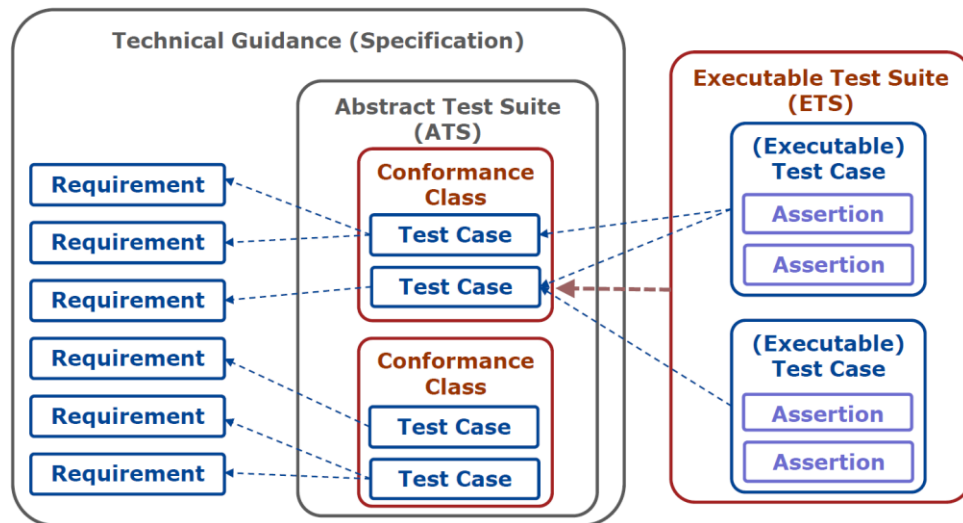 Technical Guidance (Specification)
Abstract Test Suite
(ATS)
Requirement
Requirement
Requirement
Requirement
Requirement
Requirement
Conformance
Class
Test Case
Test Case
Conformance
Class
Test Case
Test Case
Executable Test Suite
(ETS)
(Executable)
Test Case
Assertion
Assertion
(Executable)
Test Case
Assertion
Assertion